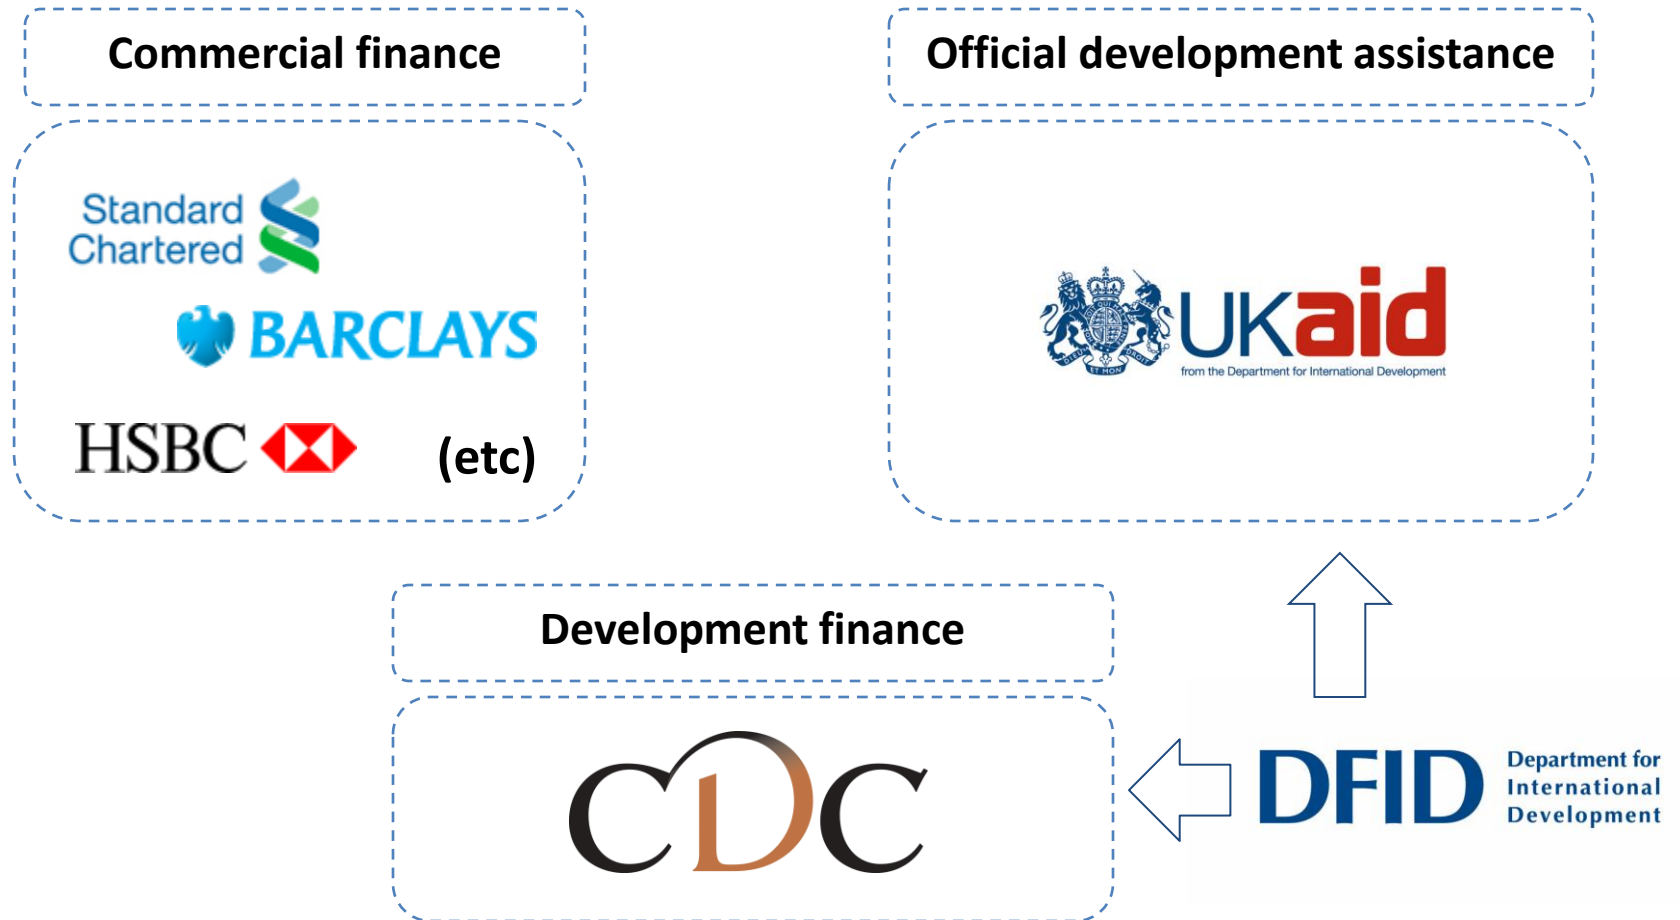 Commercial finance
Official development assistance
Standard
Chartered
BARCLAYS
HSBC
(etc)
UKaid
from the Department for International Development
Development finance
CDC
DFID
Department for
International
Development